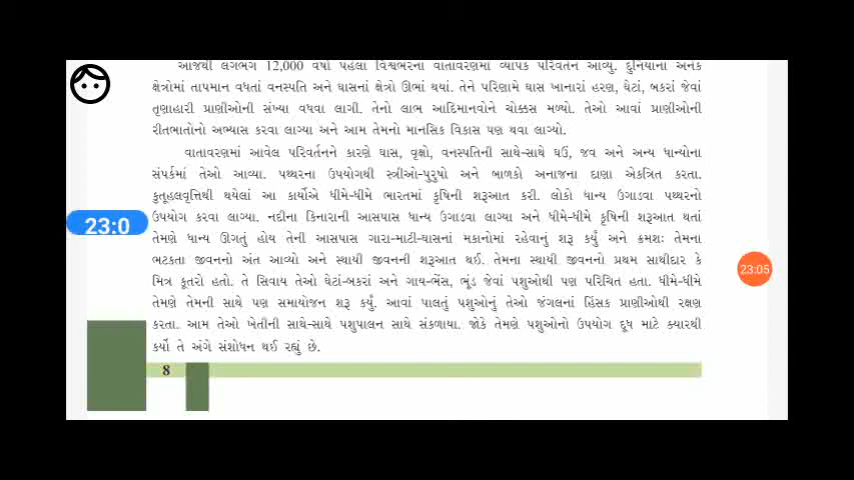 આજથી લગભગ 12,000 વર્ષો પહેલાં વિશ્વભરના વાતાવરણમાં વ્યાપક પરિવર્તન આવ્યું. દુનિયાના અનેક
ક્ષેત્રોમાં તાપમાન વધતાં વનસ્પતિ અને ઘાસનાં ક્ષેત્રો ઊભાં થયાં. તેને પરિણામે ઘાસ ખાનારાં હરણ, ઘેટાં, બકરાં જેવાં
તૃણાહારી પ્રાણીઓની સંખ્યા વધવા લાગી. તેનો લાભ આદિમાનવોને ચોક્કસ મળ્યો. તેઓ આવાં પ્રાણીઓની
રીતભાતોનો અભ્યાસ કરવા લાગ્યા અને આમ તેમનો માનસિક વિકાસ પણ થવા લાગ્યો.
વાતાવરણમાં આવેલ પરિવર્તનને કારણે ઘાસ, વૃક્ષો, વનસ્પતિની સાથે-સાથે ઘઉં, જવ અને અન્ય ધાન્યોના
સંપર્કમાં તેઓ આવ્યા. પથ્થરના ઉપયોગથી સ્ત્રીઓ-પુરુષો અને બાળકો અનાજના દાણા એકત્રિત કરતા.
કુતૂહલવૃત્તિથી થયેલાં આ કાર્યોએ ધીમે-ધીમે ભારતમાં કૃષિની શરૂઆત કરી. લોકો ધાન્ય ઉગાડવા પથ્થરનો
ઉપયોગ કરવા લાગ્યા. નદીના કિનારાની આસપાસ ધાન્ય ઉગાડવા લાગ્યા અને ધીમે-ધીમે કૃષિની શરૂઆત થતાં
તેમણે ધાન્ય ઊગતું હોય તેની આસપાસ ગારા-માટી-ઘાસનાં મકાનોમાં રહેવાનું શરૂ કર્યું અને ક્રમશઃ તેમના
ભટકતા જીવનનો અંત આવ્યો અને સ્થાયી જીવનની શરૂઆત થઈ. તેમના સ્થાયી જીવનનો પ્રથમ સાથીદાર કે
મિત્ર કૂતરો હતો. તે સિવાય તેઓ ઘેટાં-બકરાં અને ગાય-ભેંસ, ભૂંડ જેવાં પશુઓથી પણ પરિચિત હતા. ધીમે-ધીમે
તેમણે તેમની સાથે પણ સમાયોજન શરૂ કર્યું. આવાં પાલતું પશુઓનું તેઓ જંગલનાં હિંસક પ્રાણીઓથી રક્ષણ
કરતા. આમ તેઓ ખેતીની સાથે-સાથે પશુપાલન સાથે સંકળાયા. જોકે તેમણે પશુઓનો ઉપયોગ દૂધ માટે ક્યારથી
કર્યો તે અંગે સંશોધન થઈ રહ્યું છે.
23:0
23:05
8